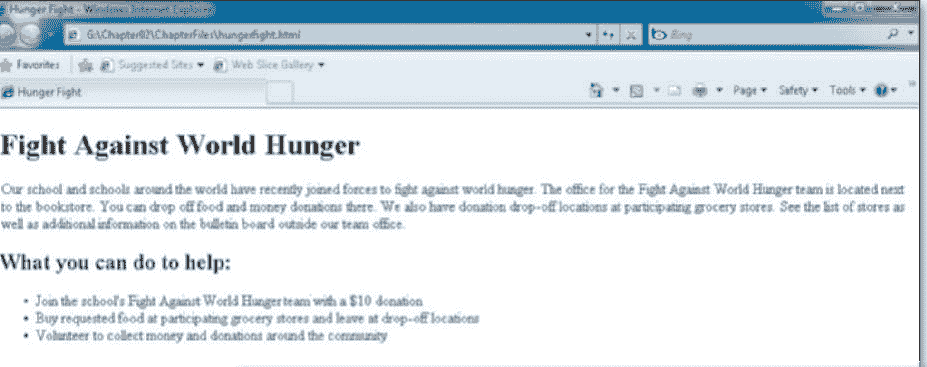 Hunger Fight - Windows Internet Explorer
G:\Chapter02\ChapterFiles\hungerfight.html
Bing
Favorites
Suggested Sites
Web Slice Gallery
Hunger Fight
Page
Safety
Tools
Fight Against World Hunger
Our school and schools around the world have recently joined forces to fight against world hunger. The office for the Fight Against World Hunger team is located next
to the bookstore. You can drop off food and money donations there. We also have donation drop-off locations at participating grocery stores. See the list of stores as
well as additional information on the bulletin board outside our team office.
What you can do to help:
• Join the school's Fight Against World Hunger team with a $10 donation
• Buy requested food at participating grocery stores and leave at drop-off locations
• Volunteer to collect money and donations around the community